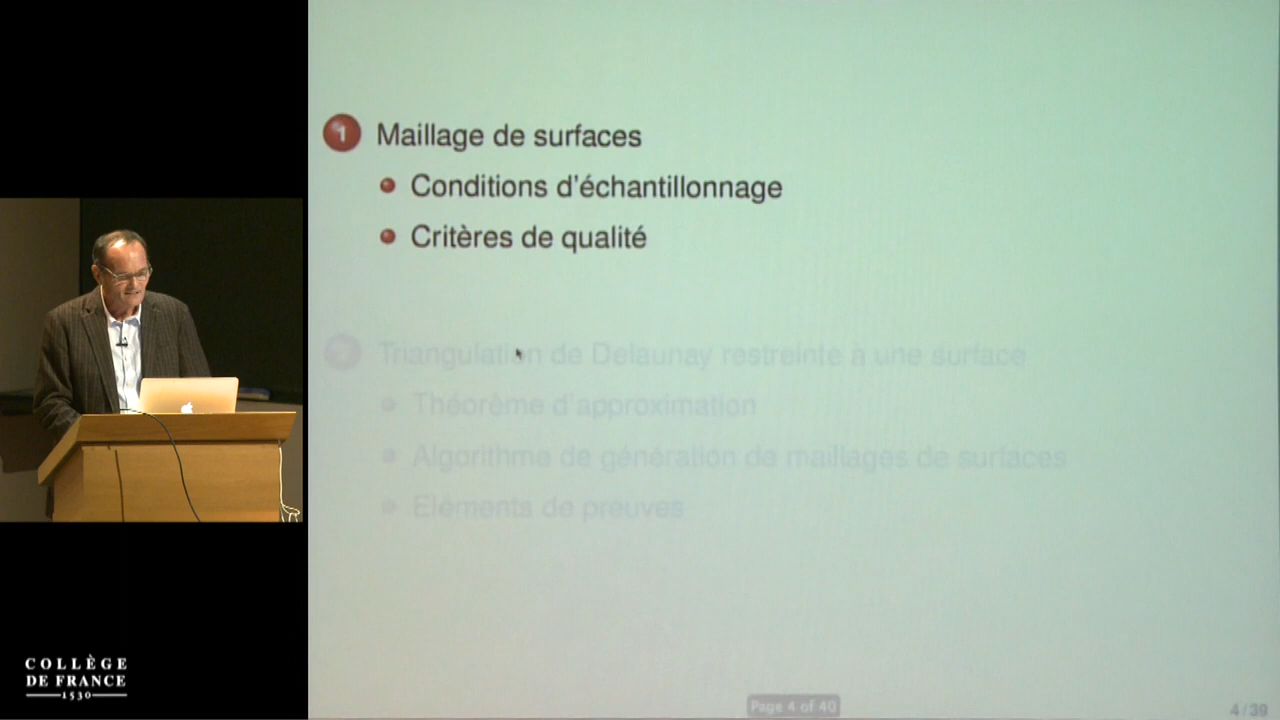 1 Maillage de surfaces
Conditions d'échantillonnage
Critères de qualité
2 Triangulation de Delaunay restreinte à une surface
Théorème d'approximation
Algorithme de génération de maillages de surfaces
Eléments de preuves
Page 4 of 40
4/39
COLLÈGE
DE FRANCE
1530